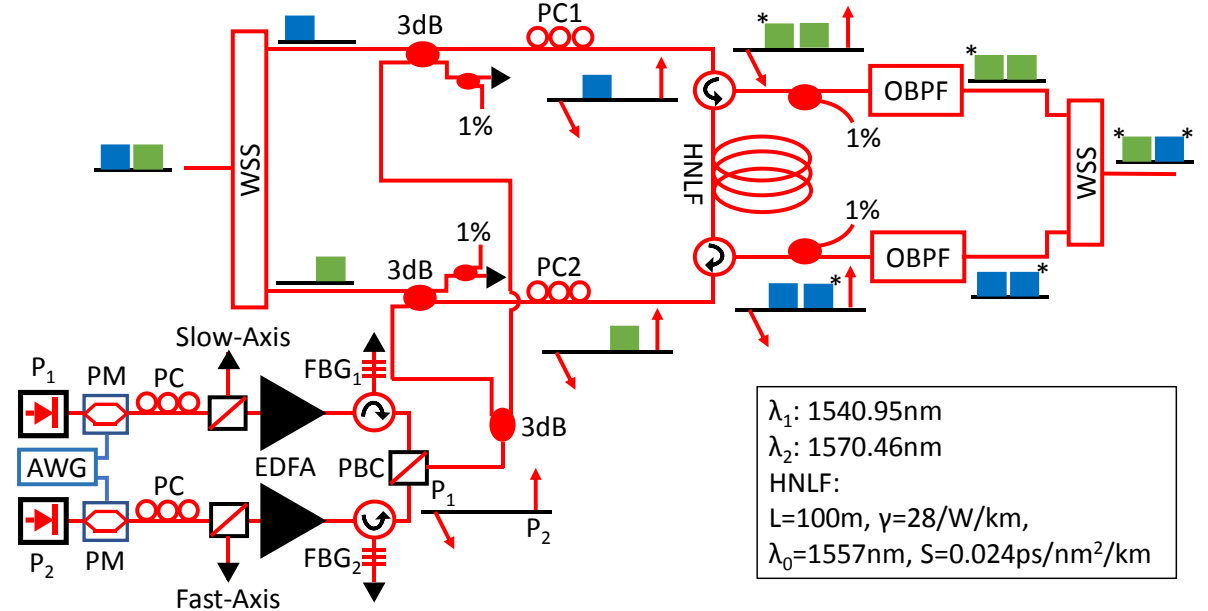 3dB
PC1
*
*
1%
OBPF
1%
*
*
WSS
HNLF
WSS
1%
1%
3dB
PC2
OBPF
*
*
Slow-Axis
P₁
PM
PC
FBG₁
3dB
AWG
EDFA
PBC
P₁
P₂
PC
P₂
PM
FBG₂
Fast-Axis
λ₁: 1540.95nm
λ₂: 1570.46nm
HNLF:
L=100m, γ=28/W/km,
λ₀=1557nm, S=0.024ps/nm²/km